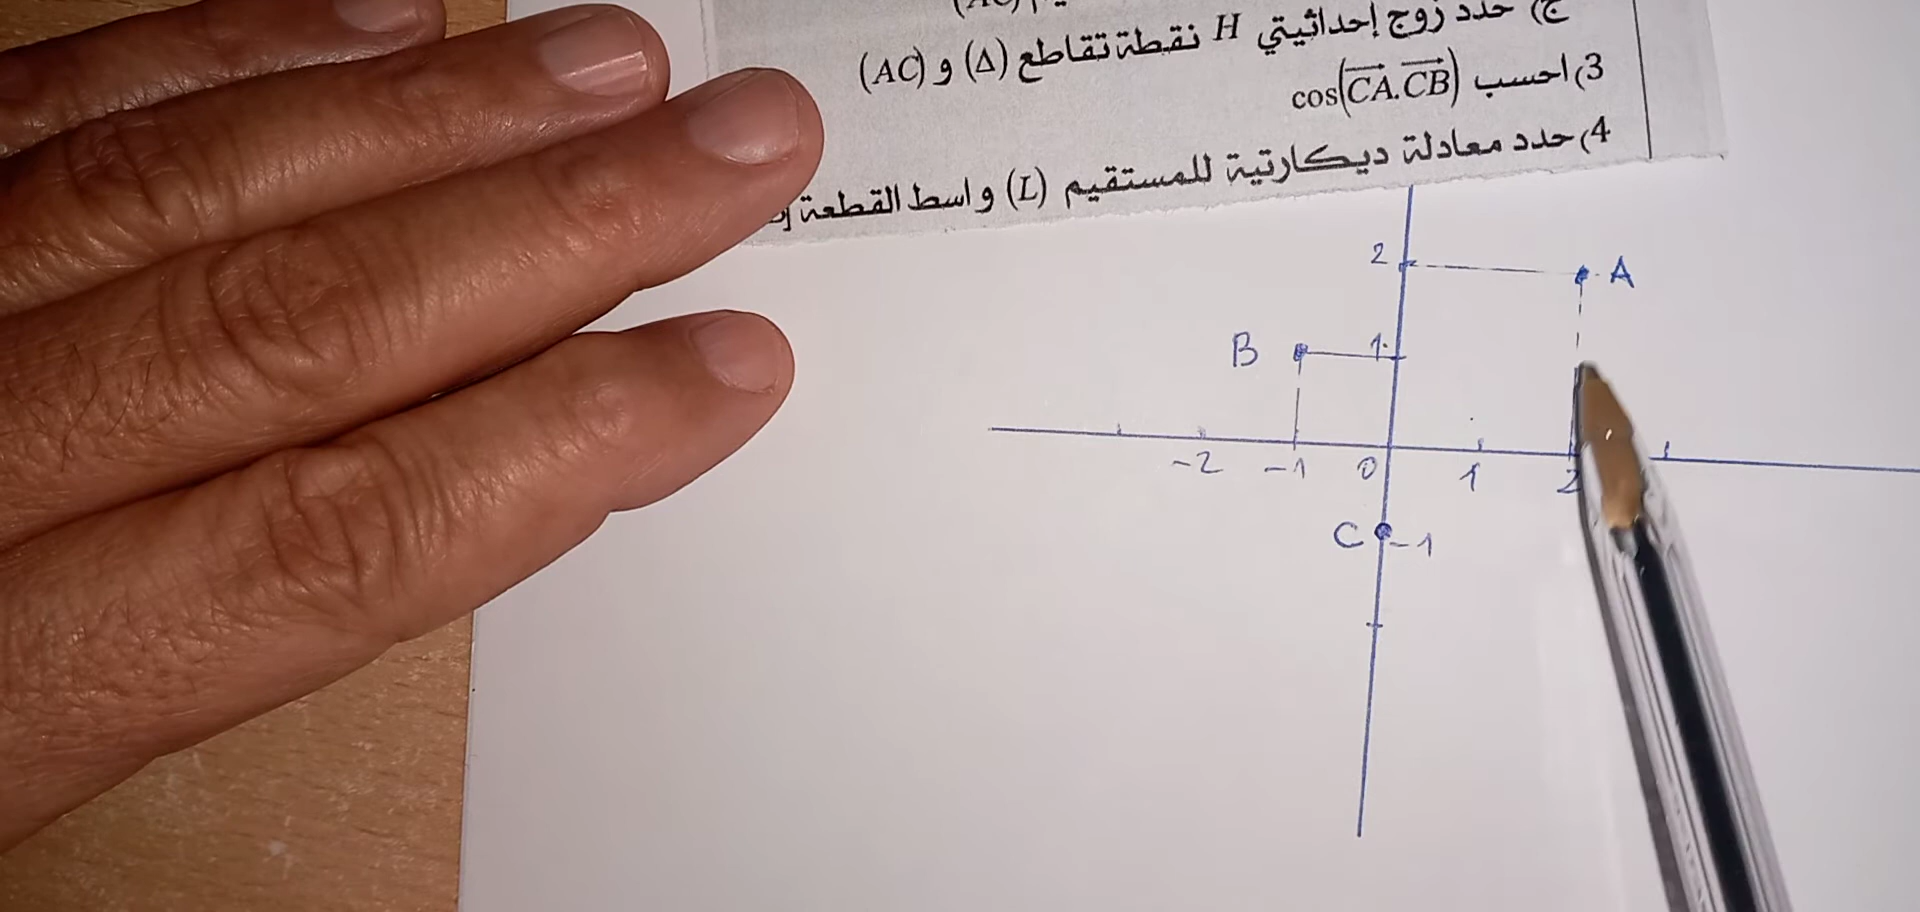 (AC)
ج) حدد زوج إحداثيتي H نقطة تقاطع (Δ) و (AC)
3) احسب cos(CA.CB)
4) حدد معادلة ديكارتية للمستقيم (L) واسط القطعة
2 A
B 1
-2 -1 0 1 2
C -1